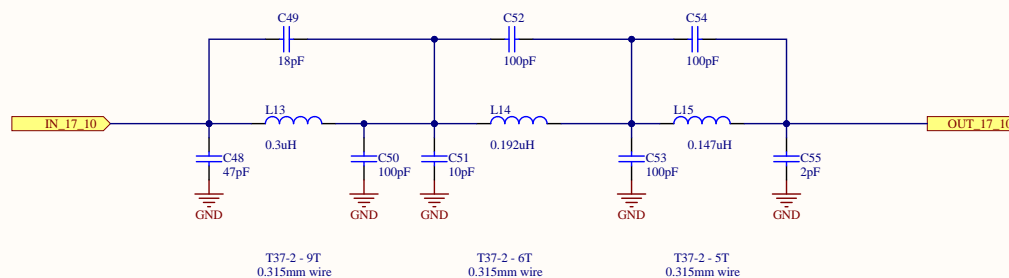 C49
18pF
C52
100pF
C54
100pF
IN_17_10
L13
0.3uH
L14
0.192uH
L15
0.147uH
OUT_17_10
C48
47pF
C50
100pF
C51
10pF
C53
100pF
C55
2pF
GND
GND
GND
GND
GND
T37-2 - 9T
0.315mm wire
T37-2 - 6T
0.315mm wire
T37-2 - 5T
0.315mm wire